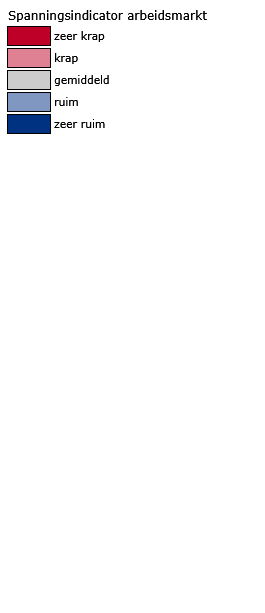 Spanningsindicator arbeidsmarkt
zeer krap
krap
gemiddeld
ruim
zeer ruim